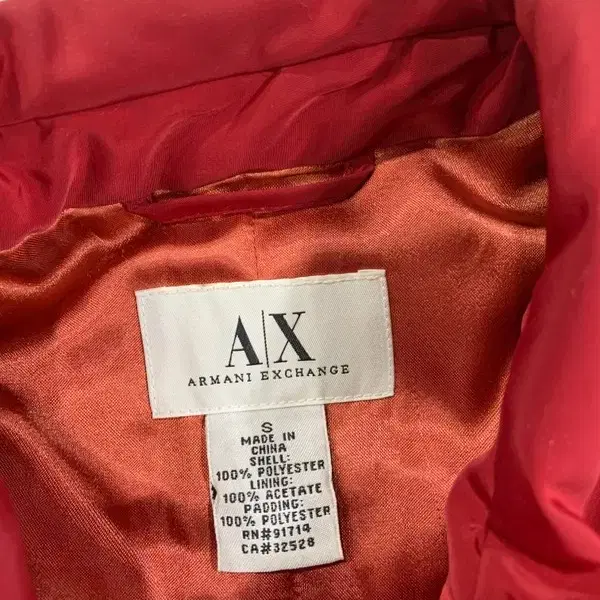 A|X
ARMANI EXCHANGE
S
MADE IN
CHINA
SHELL:
100% POLYESTER
LINING:
100% ACETATE
PADDING:
100% POLYESTER
RN#91714
CA#32528